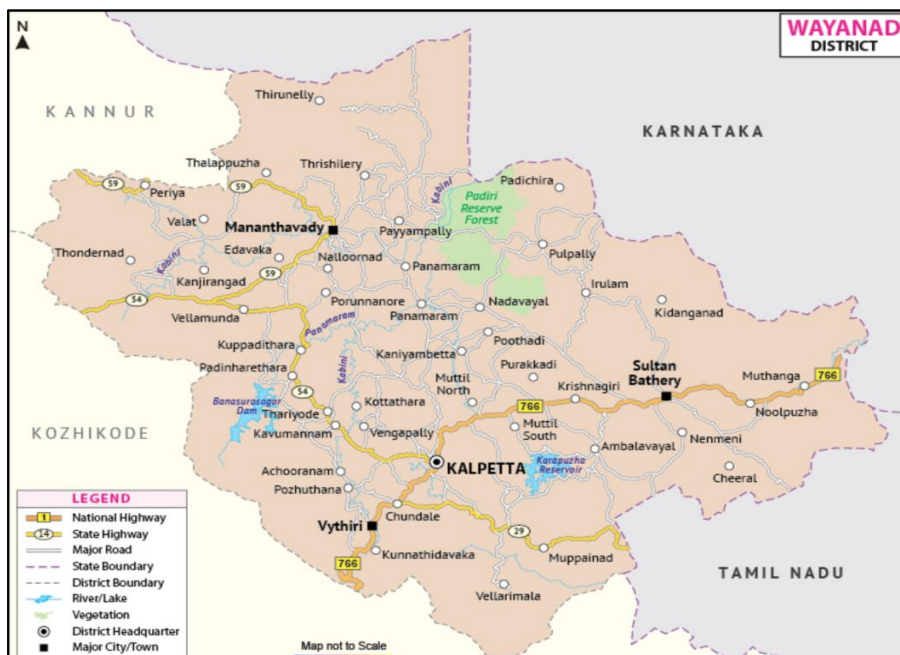 N
WAYANAD
DISTRICT
KANNUR
KARNATAKA
Thirunelly
Thalappuzha
Thrishilery
Padichira
59
59
Periya
Kabini
Padiri
Reserve
Forest
Valat
Mananthavady
Payyampally
Edavaka
Pulpally
Thondernad
Kabini
Nalloornad
Panamaram
Kanjirangad
59
54
Irulam
Porunnanore
Panamaram
Nadavayal
Kidanganad
Vellamunda
Panamaram
Poothadi
Kuppadithara
Kaniyambetta
Kabini
Purakkadi
Sultan
Bathery
Padinharethara
Muttil
North
Krishnagiri
Muthanga
766
54
Banasurasagar
Dam
Kottathara
766
Noolpuzha
Thariyode
KOZHIKODE
Kavumannam
Vengapally
Muttil
South
Nenmeni
Ambalavayal
KALPETTA
Karapuzha
Reservoir
Achooranam
Cheeral
Pozhuthana
Chundale
Vythiri
29
Kunnathidavaka
Muppainad
766
TAMIL NADU
Vellarimala
LEGEND
1 National Highway
14 State Highway
Major Road
State Boundary
District Boundary
River/Lake
Vegetation
District Headquarter
Major City/Town
Map not to Scale